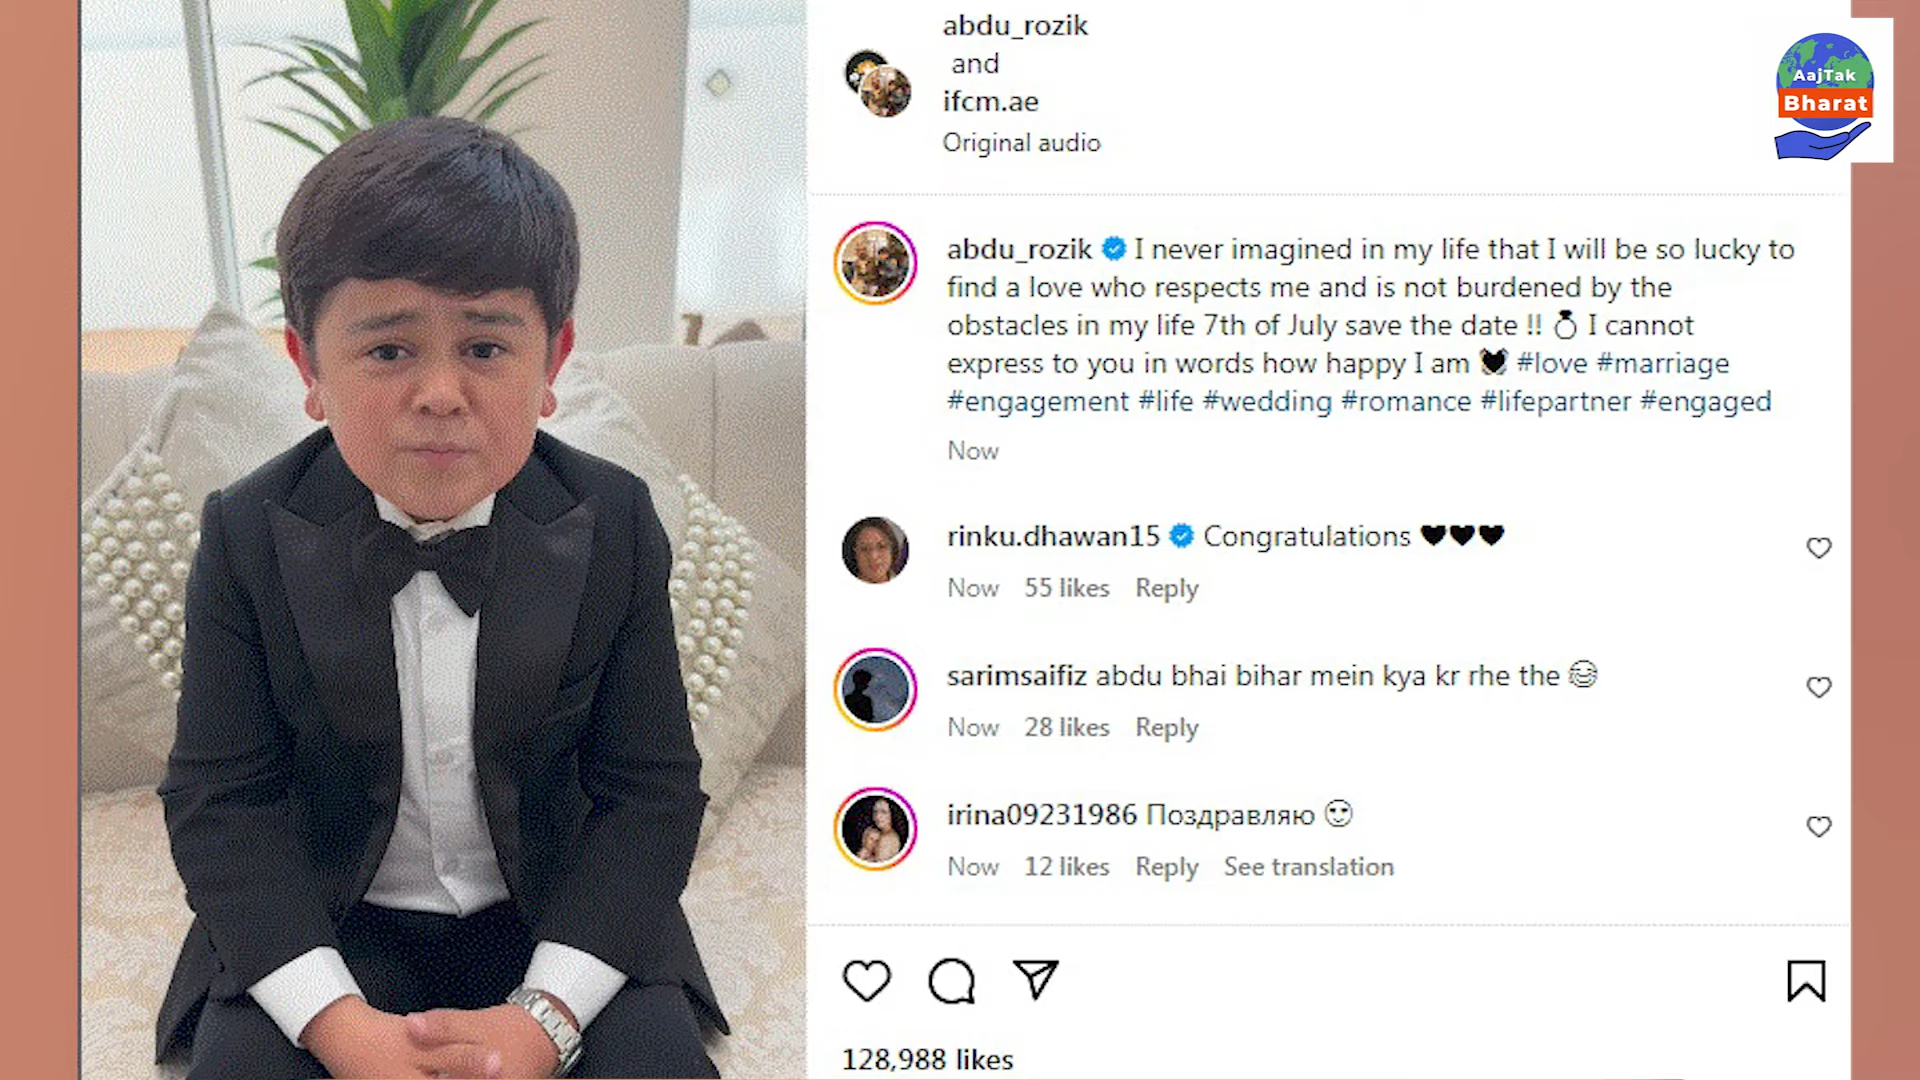 abdu_rozik
and
ifcm.ae
Original audio
AajTak
Bharat
abdu_rozik I never imagined in my life that I will be so lucky to
find a love who respects me and is not burdened by the
obstacles in my life 7th of July save the date !! 💍 I cannot
express to you in words how happy I am 💓 #love #marriage
#engagement #life #wedding #romance #lifepartner #engaged
Now
rinku.dhawan15 Congratulations 🖤🖤🖤
Now 55 likes Reply
sarimsaifiz abdu bhai bihar mein kya kr rhe the 😂
Now 28 likes Reply
irina09231986 Поздравляю 😍
Now 12 likes Reply See translation
128,988 likes